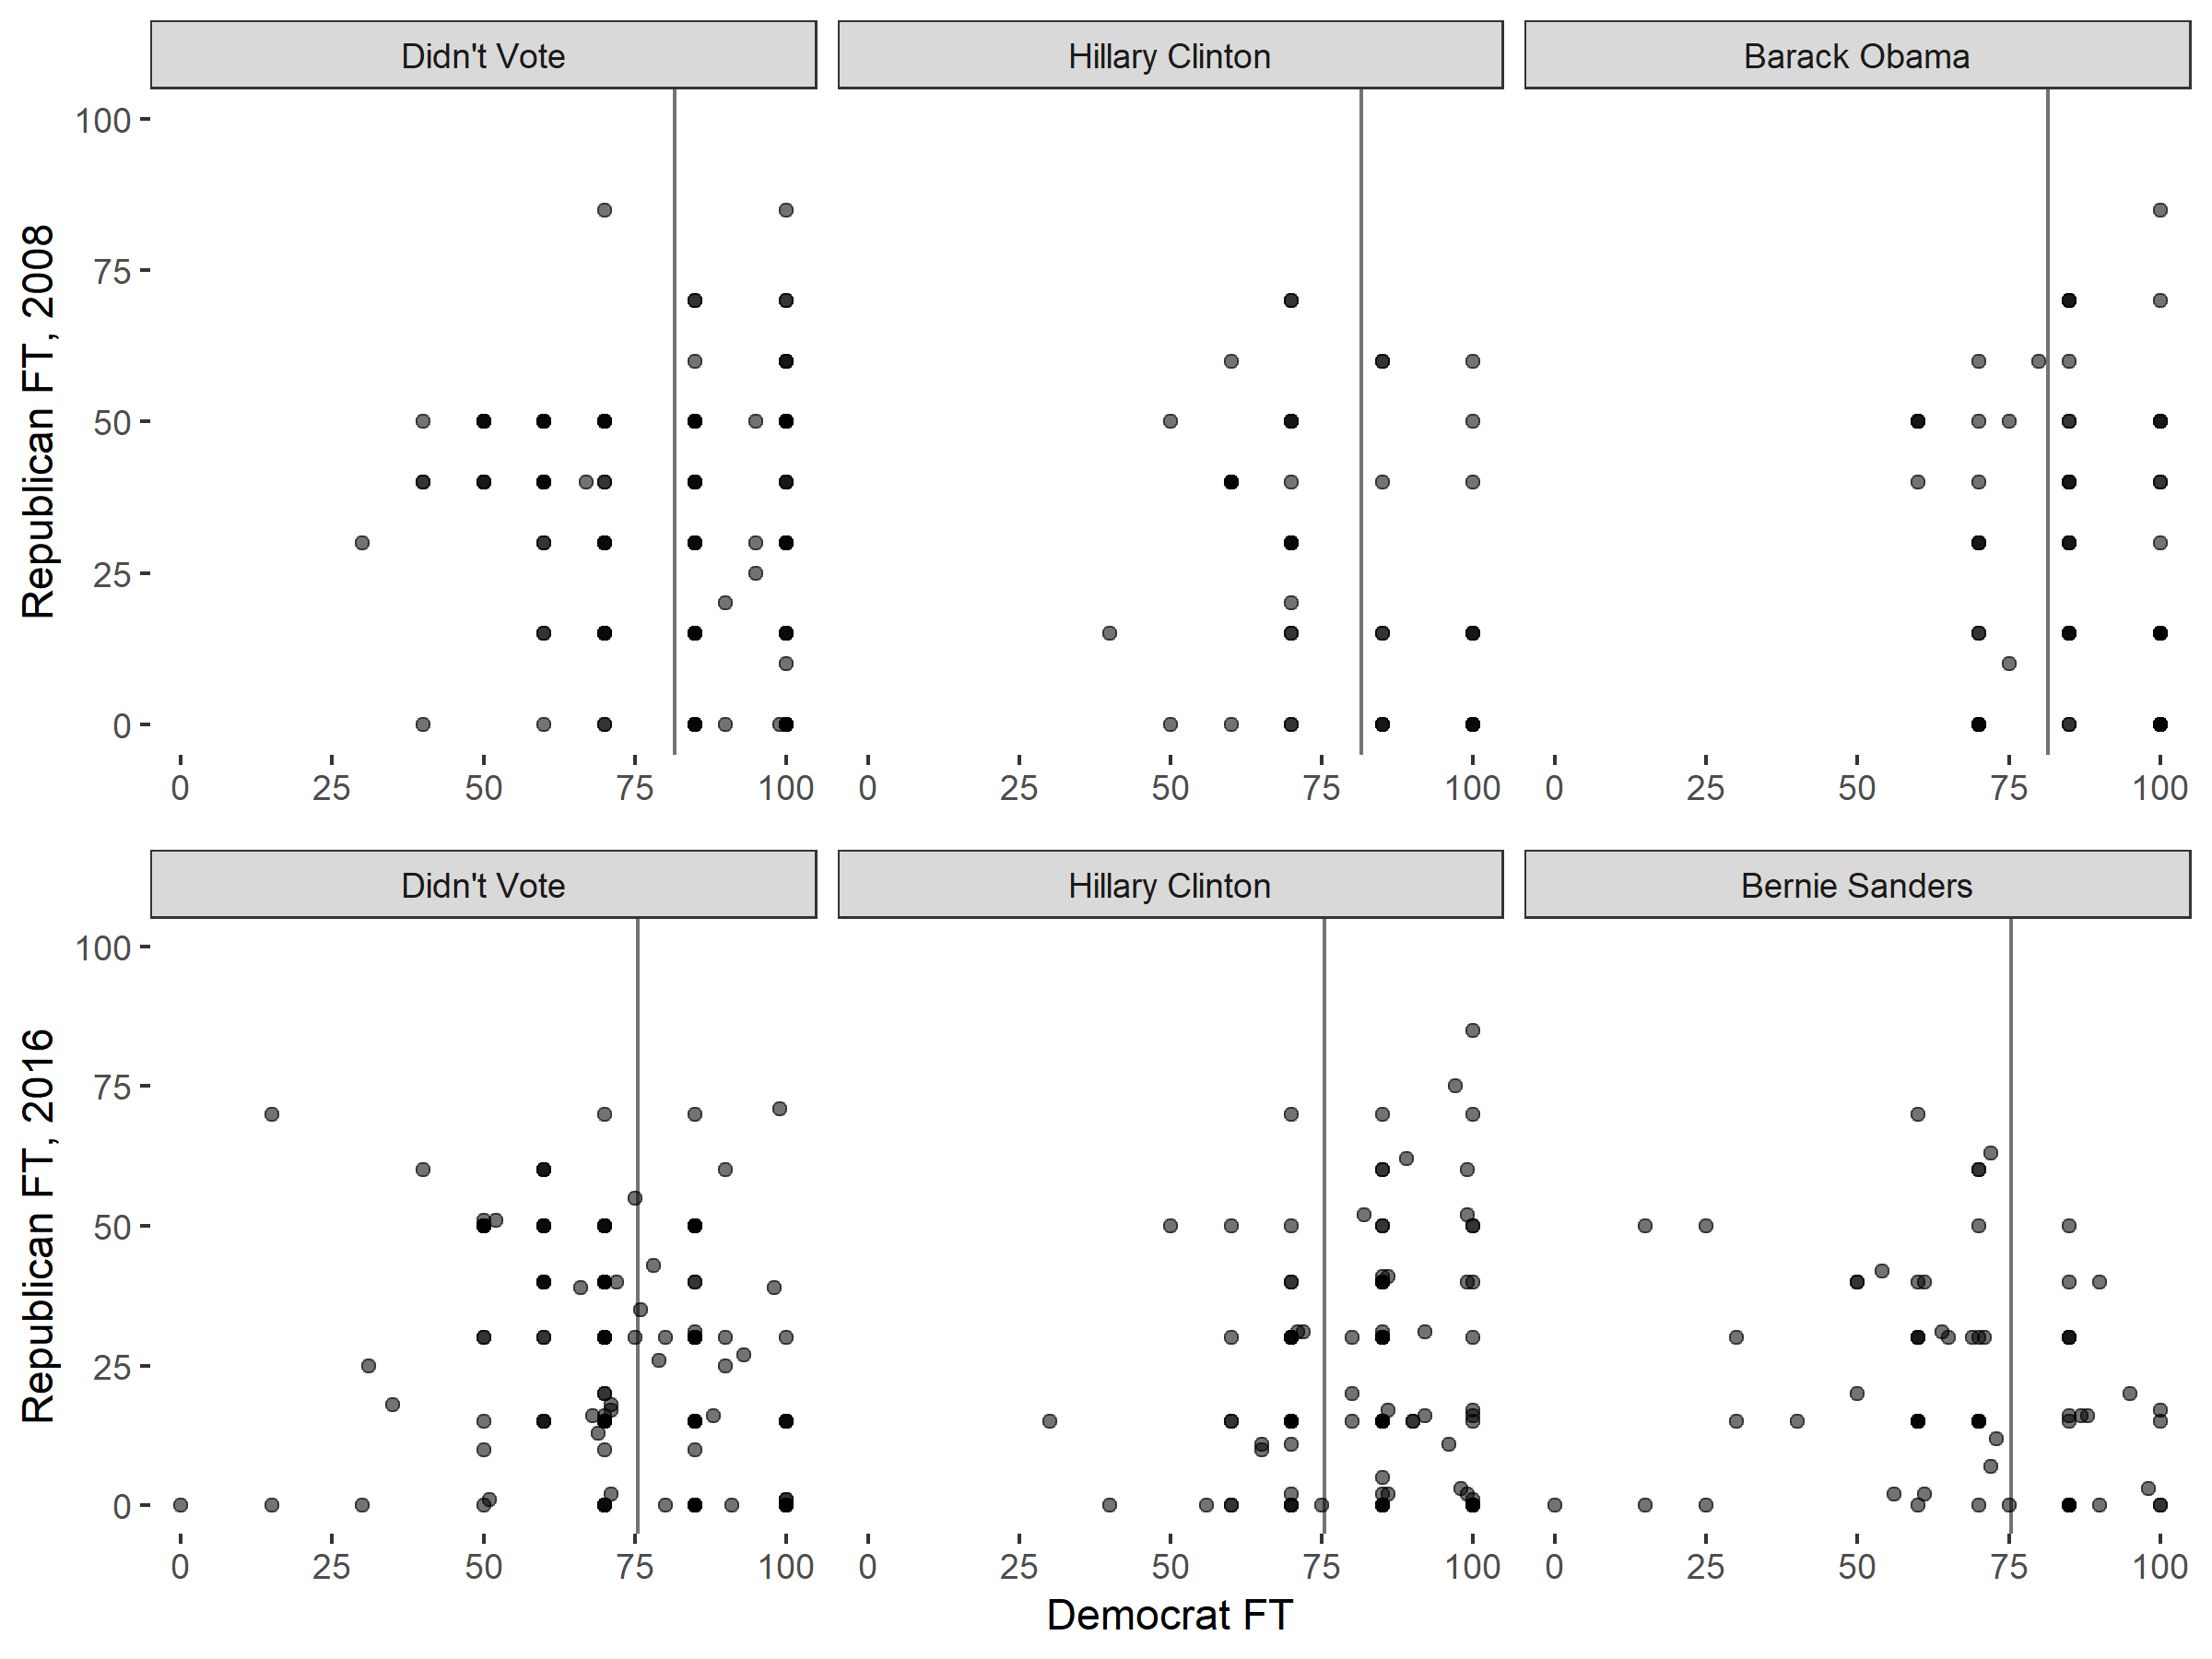 Didn't Vote Hillary Clinton Barack Obama
Republican FT, 2008
100
75
50
25
0
0 25 50 75 100 0 25 50 75 100 0 25 50 75 100
Didn't Vote Hillary Clinton Bernie Sanders
Republican FT, 2016
100
75
50
25
0
0 25 50 75 100 0 25 50 75 100 0 25 50 75 100
Democrat FT